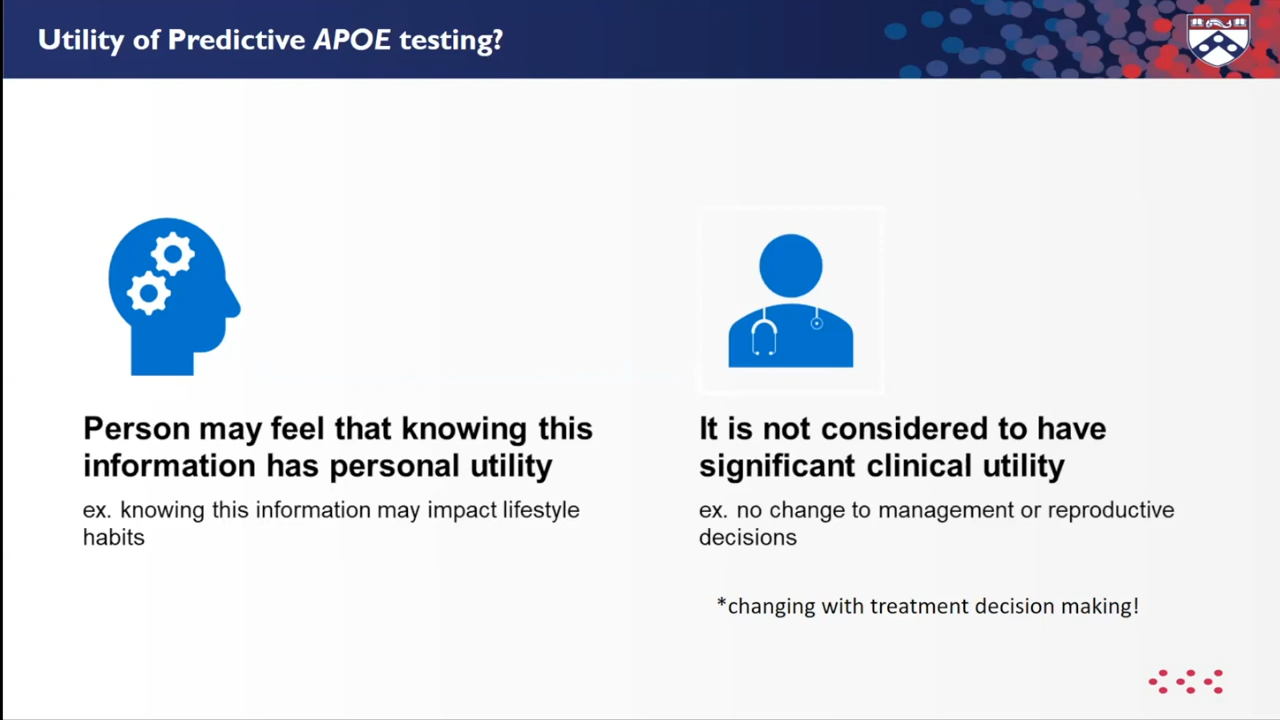 Utility of Predictive APOE testing?
Person may feel that knowing this
information has personal utility
ex. knowing this information may impact lifestyle
habits
It is not considered to have
significant clinical utility
ex. no change to management or reproductive
decisions
*changing with treatment decision making!